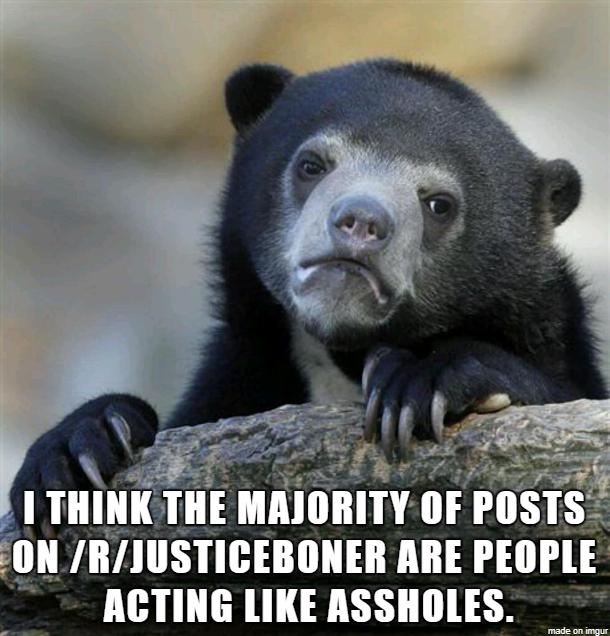 I THINK THE MAJORITY OF POSTS
ON /R/JUSTICEBONER ARE PEOPLE
ACTING LIKE ASSHOLES.
made on imgur